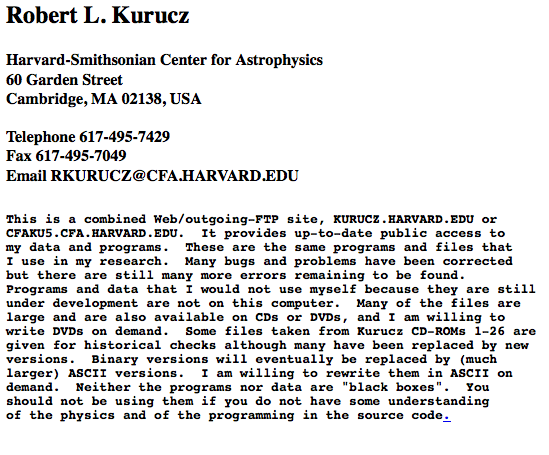 Robert L. Kurucz
Harvard-Smithsonian Center for Astrophysics
60 Garden Street
Cambridge, MA 02138, USA
Telephone 617-495-7429
Fax 617-495-7049
Email RKURUCZ@CFA.HARVARD.EDU
This is a combined Web/outgoing-FTP site, KURUCZ.HARVARD.EDU or
CFAKU5.CFA.HARVARD.EDU.  It provides up-to-date public access to
my data and programs.  These are the same programs and files that
I use in my research.  Many bugs and problems have been corrected
but there are still many more errors remaining to be found.
Programs and data that I would not use myself because they are still
under development are not on this computer.  Many of the files are
large and are also available on CDs or DVDs, and I am willing to
write DVDs on demand.  Some files taken from Kurucz CD-ROMs 1-26 are
given for historical checks although many have been replaced by new
versions.  Binary versions will eventually be replaced by (much
larger) ASCII versions.  I am willing to rewrite them in ASCII on
demand.  Neither the programs nor data are "black boxes".  You
should not be using them if you do not have some understanding
of the physics and of the programming in the source code.